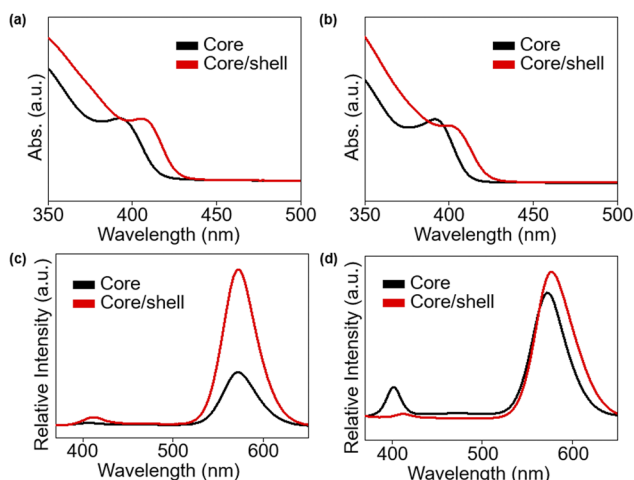 (a)
Abs. (a.u.)
Core
Core/shell
350 400 450 500
Wavelength (nm)
(b)
Abs. (a.u.)
Core
Core/shell
350 400 450 500
Wavelength (nm)
(c)
Relative Intensity (a.u.)
Core
Core/shell
400 500 600
Wavelength (nm)
(d)
Relative Intensity (a.u.)
Core
Core/shell
400 500 600
Wavelength (nm)